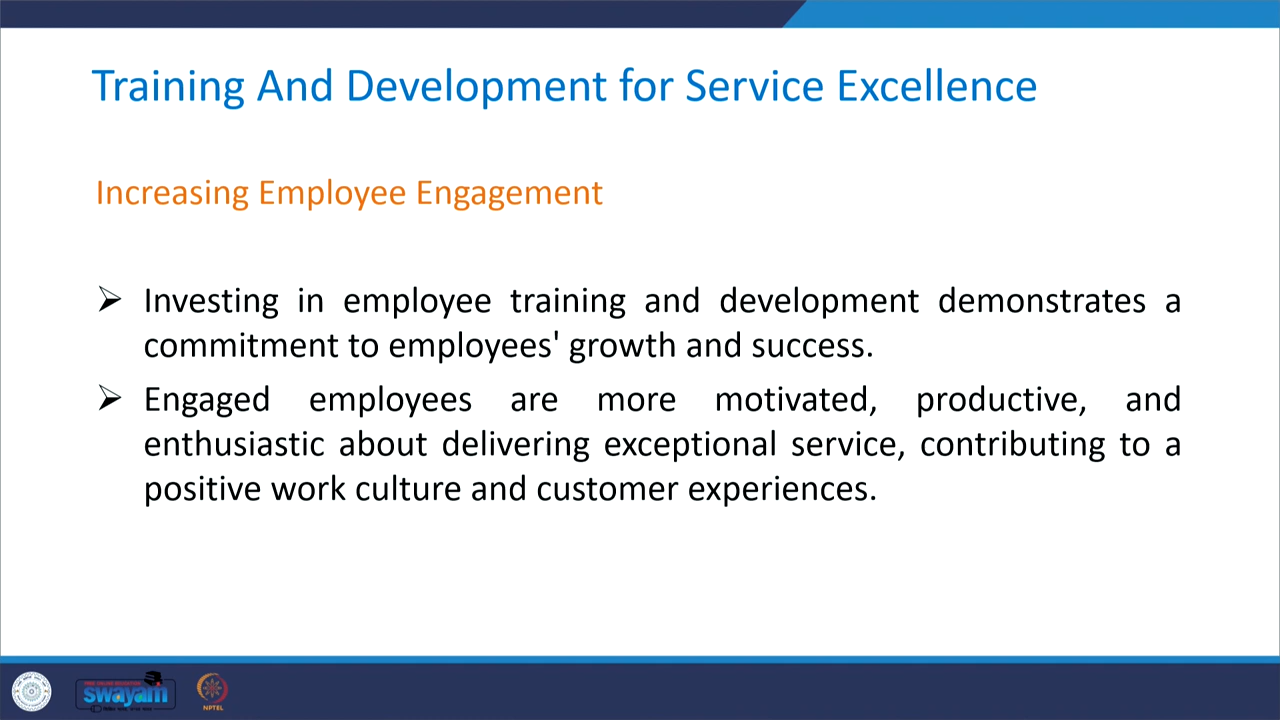 Training And Development for Service Excellence
Increasing Employee Engagement
➢ Investing in employee training and development demonstrates a
commitment to employees' growth and success.
➢ Engaged employees are more motivated, productive, and
enthusiastic about delivering exceptional service, contributing to a
positive work culture and customer experiences.
swayam
NPTEL